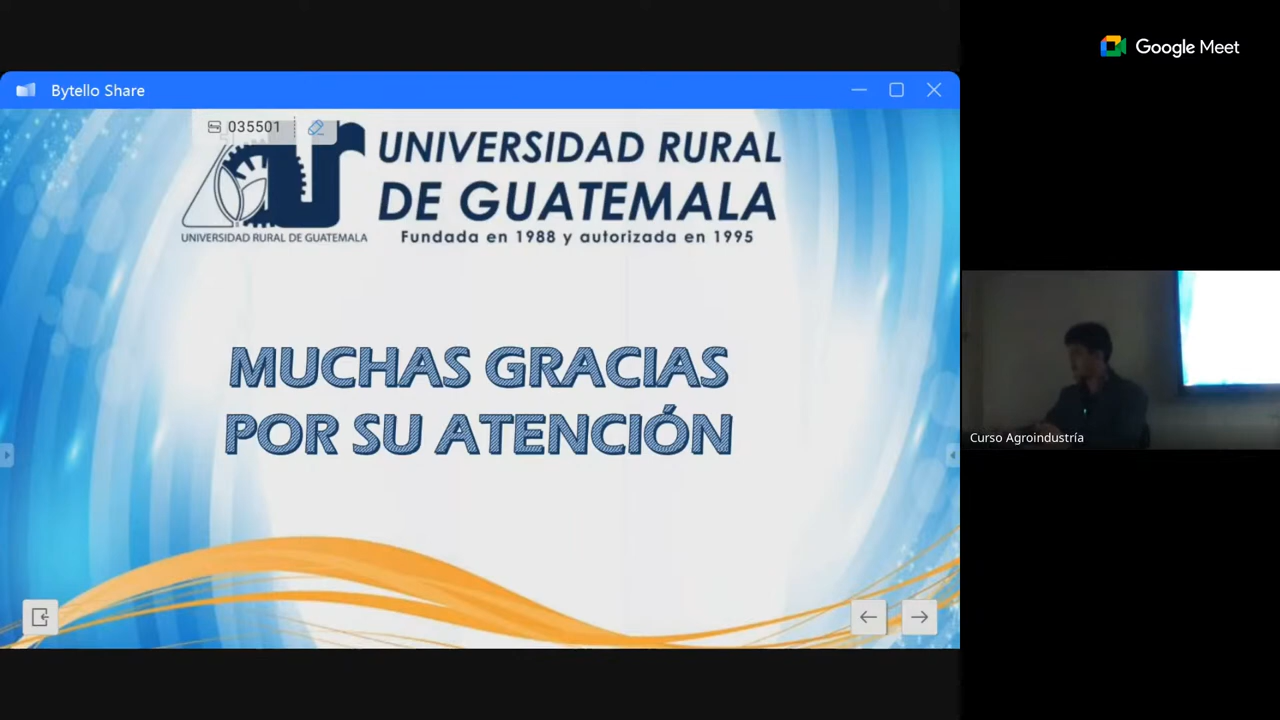 Google Meet
Bytello Share
035501
UNIVERSIDAD RURAL
DE GUATEMALA
Fundada en 1988 y autorizada en 1995
UNIVERSIDAD RURAL DE GUATEMALA
MUCHAS GRACIAS
POR SU ATENCIÓN
Curso Agroindustría